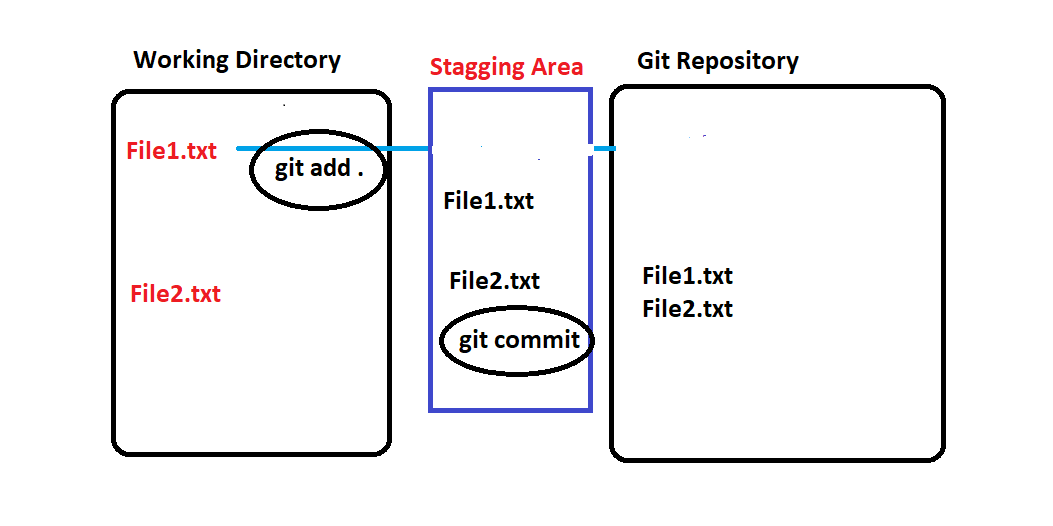 Working Directory
Stagging Area
Git Repository
File1.txt
git add .
File2.txt
File1.txt
File2.txt
git commit
File1.txt
File2.txt